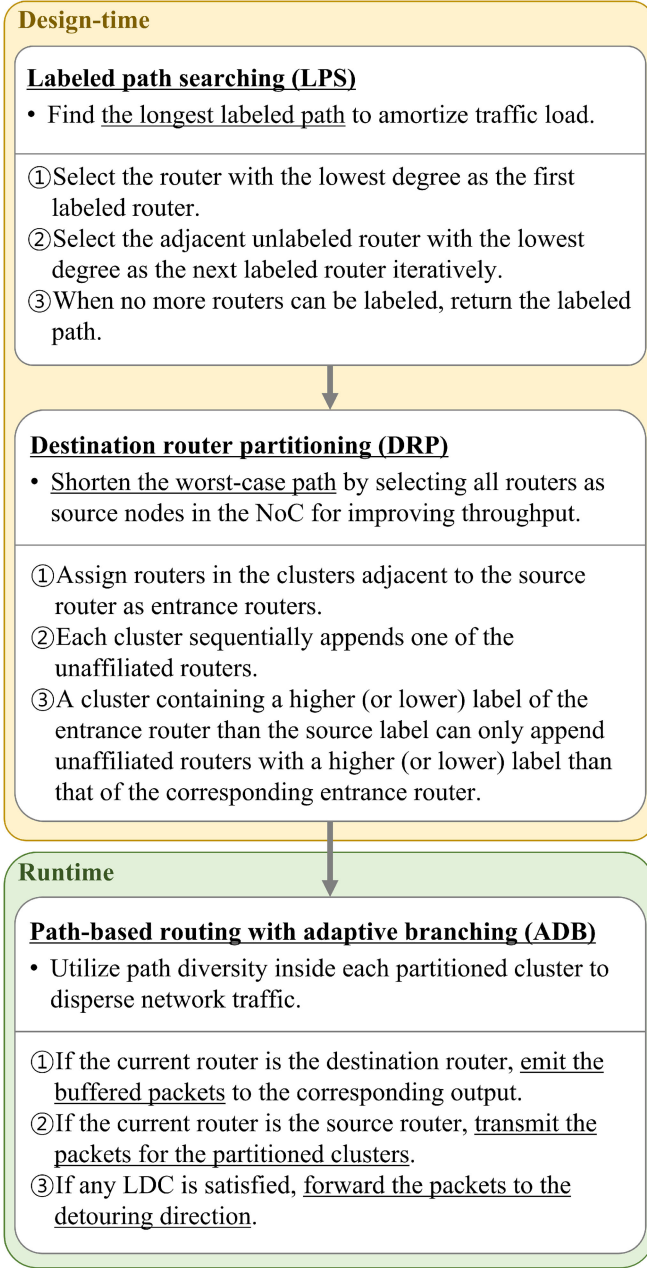 Design-time
Labeled path searching (LPS)
• Find the longest labeled path to amortize traffic load.
①Select the router with the lowest degree as the first
labeled router.
②Select the adjacent unlabeled router with the lowest
degree as the next labeled router iteratively.
③When no more routers can be labeled, return the labeled
path.
Destination router partitioning (DRP)
• Shorten the worst-case path by selecting all routers as
source nodes in the NoC for improving throughput.
①Assign routers in the clusters adjacent to the source
router as entrance routers.
②Each cluster sequentially appends one of the
unaffiliated routers.
③A cluster containing a higher (or lower) label of the
entrance router than the source label can only append
unaffiliated routers with a higher (or lower) label than
that of the corresponding entrance router.
Runtime
Path-based routing with adaptive branching (ADB)
• Utilize path diversity inside each partitioned cluster to
disperse network traffic.
①If the current router is the destination router, emit the
buffered packets to the corresponding output.
②If the current router is the source router, transmit the
packets for the partitioned clusters.
③If any LDC is satisfied, forward the packets to the
detouring direction.